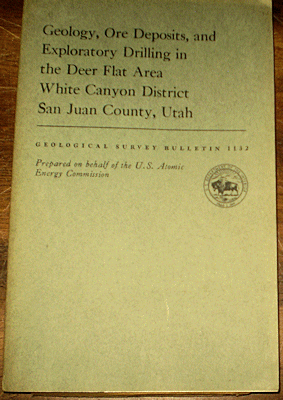 Geology, Ore Deposits, and
Exploratory Drilling in
the Deer Flat Area
White Canyon District
San Juan County, Utah
GEOLOGICAL SURVEY BULLETIN 1132
Prepared on behalf of the U.S. Atomic
Energy Commission